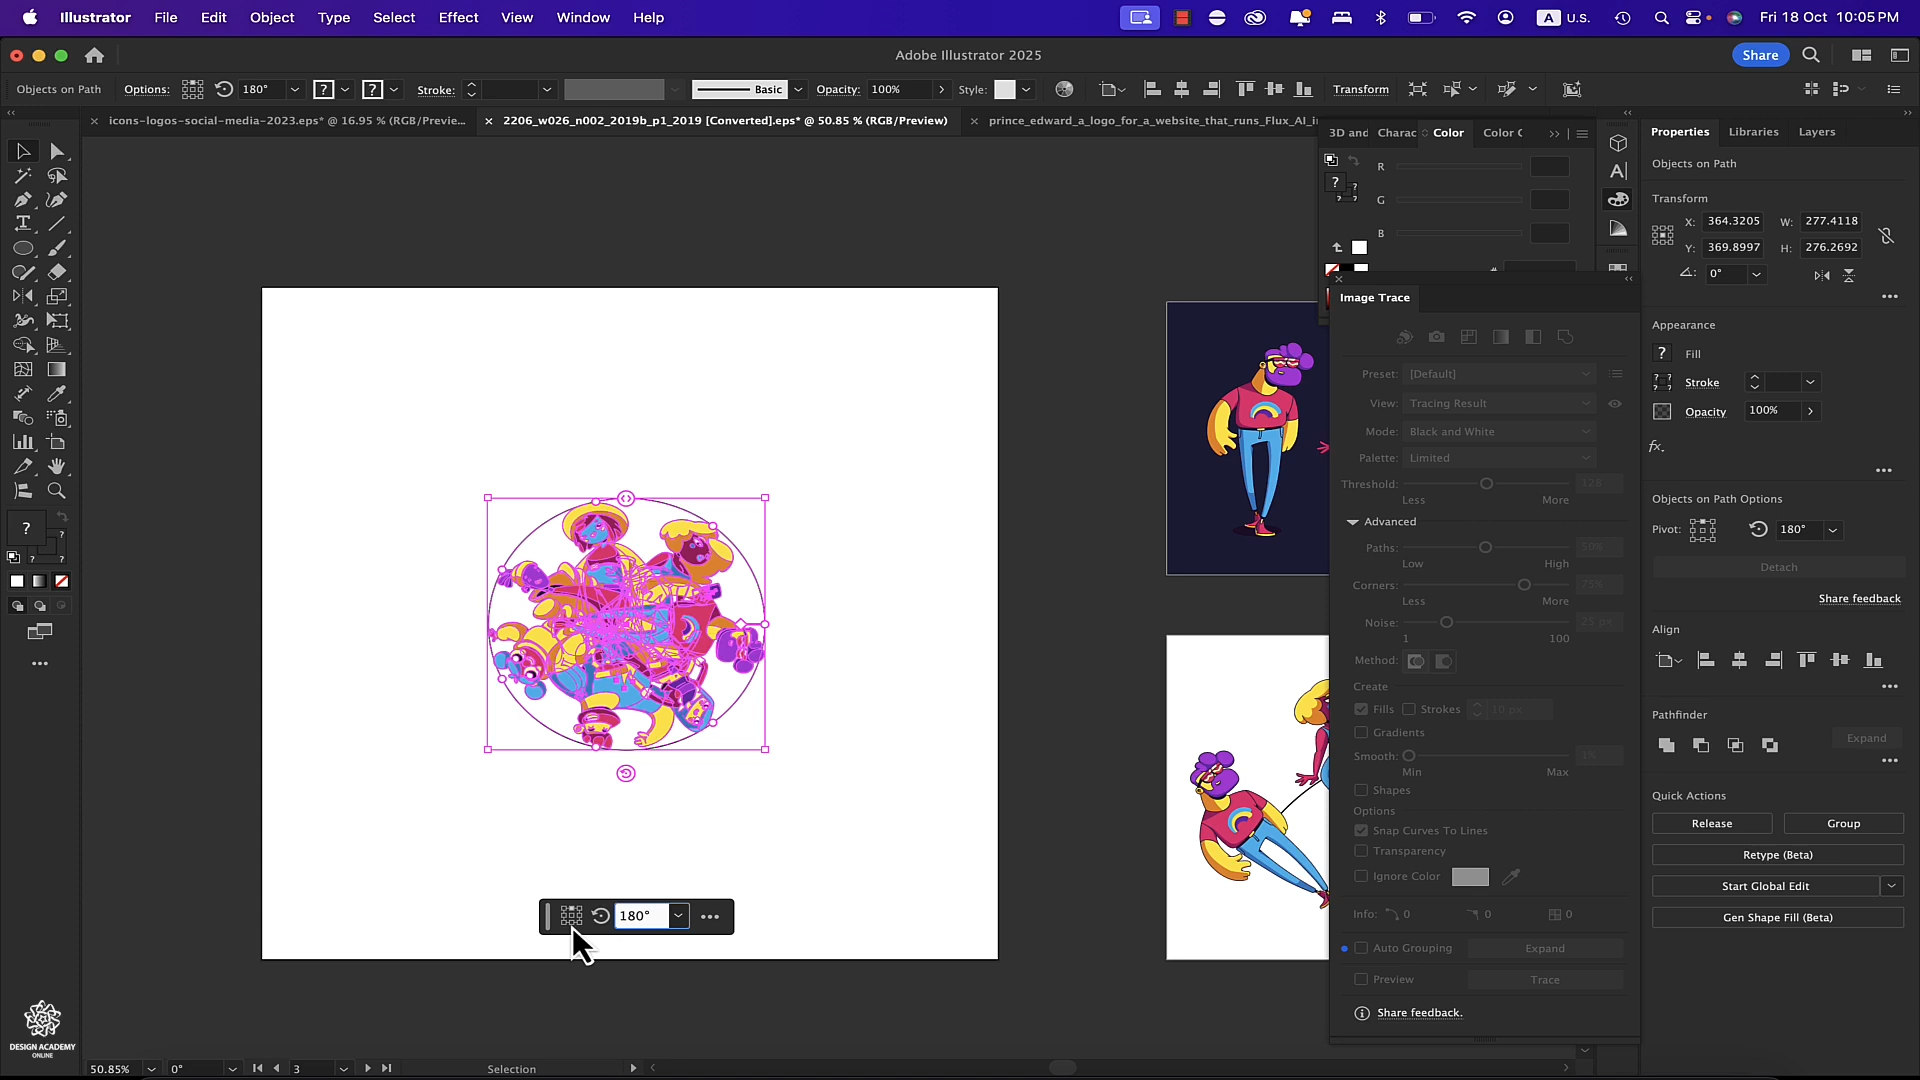 Illustrator File Edit Object Type Select Effect View Window Help
A U.S. Fri 18 Oct 10:05 PM
Adobe Illustrator 2025
Share
Objects on Path Options: 180° ? ? Stroke: Basic Opacity: 100% Style: Transform
icons-logos-social-media-2023.eps* @ 16.95 % (RGB/Previe...
2206_w026_n002_2019b_p1_2019 [Converted].eps* @ 50.85 % (RGB/Preview)
prince_edward_a_logo_for_a_website_that_runs_Flux_AI_i
3D and Charac Color Color
R
G
B
#
Image Trace
Preset: [Default]
View: Tracing Result
Mode: Black and White
Palette: Limited
Threshold: 128
Less More
Advanced
Paths: 50%
Low High
Corners: 75%
Less More
Noise: 25 px
1 100
Method:
Create
Fills Strokes 10 px
Gradients
Smooth: 1%
Min Max
Shapes
Options
Snap Curves To Lines
Transparency
Ignore Color
Info: 0 0 0
Auto Grouping Expand
Preview Trace
Share feedback.
Properties Libraries Layers
Objects on Path
Transform
X: 364.3205 W: 277.4118
Y: 369.8997 H: 276.2692
0°
Appearance
? Fill
Stroke
Opacity 100%
fx.
Objects on Path Options
Pivot: 180°
Detach
Share feedback
Align
Pathfinder
Expand
Quick Actions
Release Group
Retype (Beta)
Start Global Edit
Gen Shape Fill (Beta)
180°
DESIGN ACADEMY
ONLINE
50.85% 0° 3 Selection